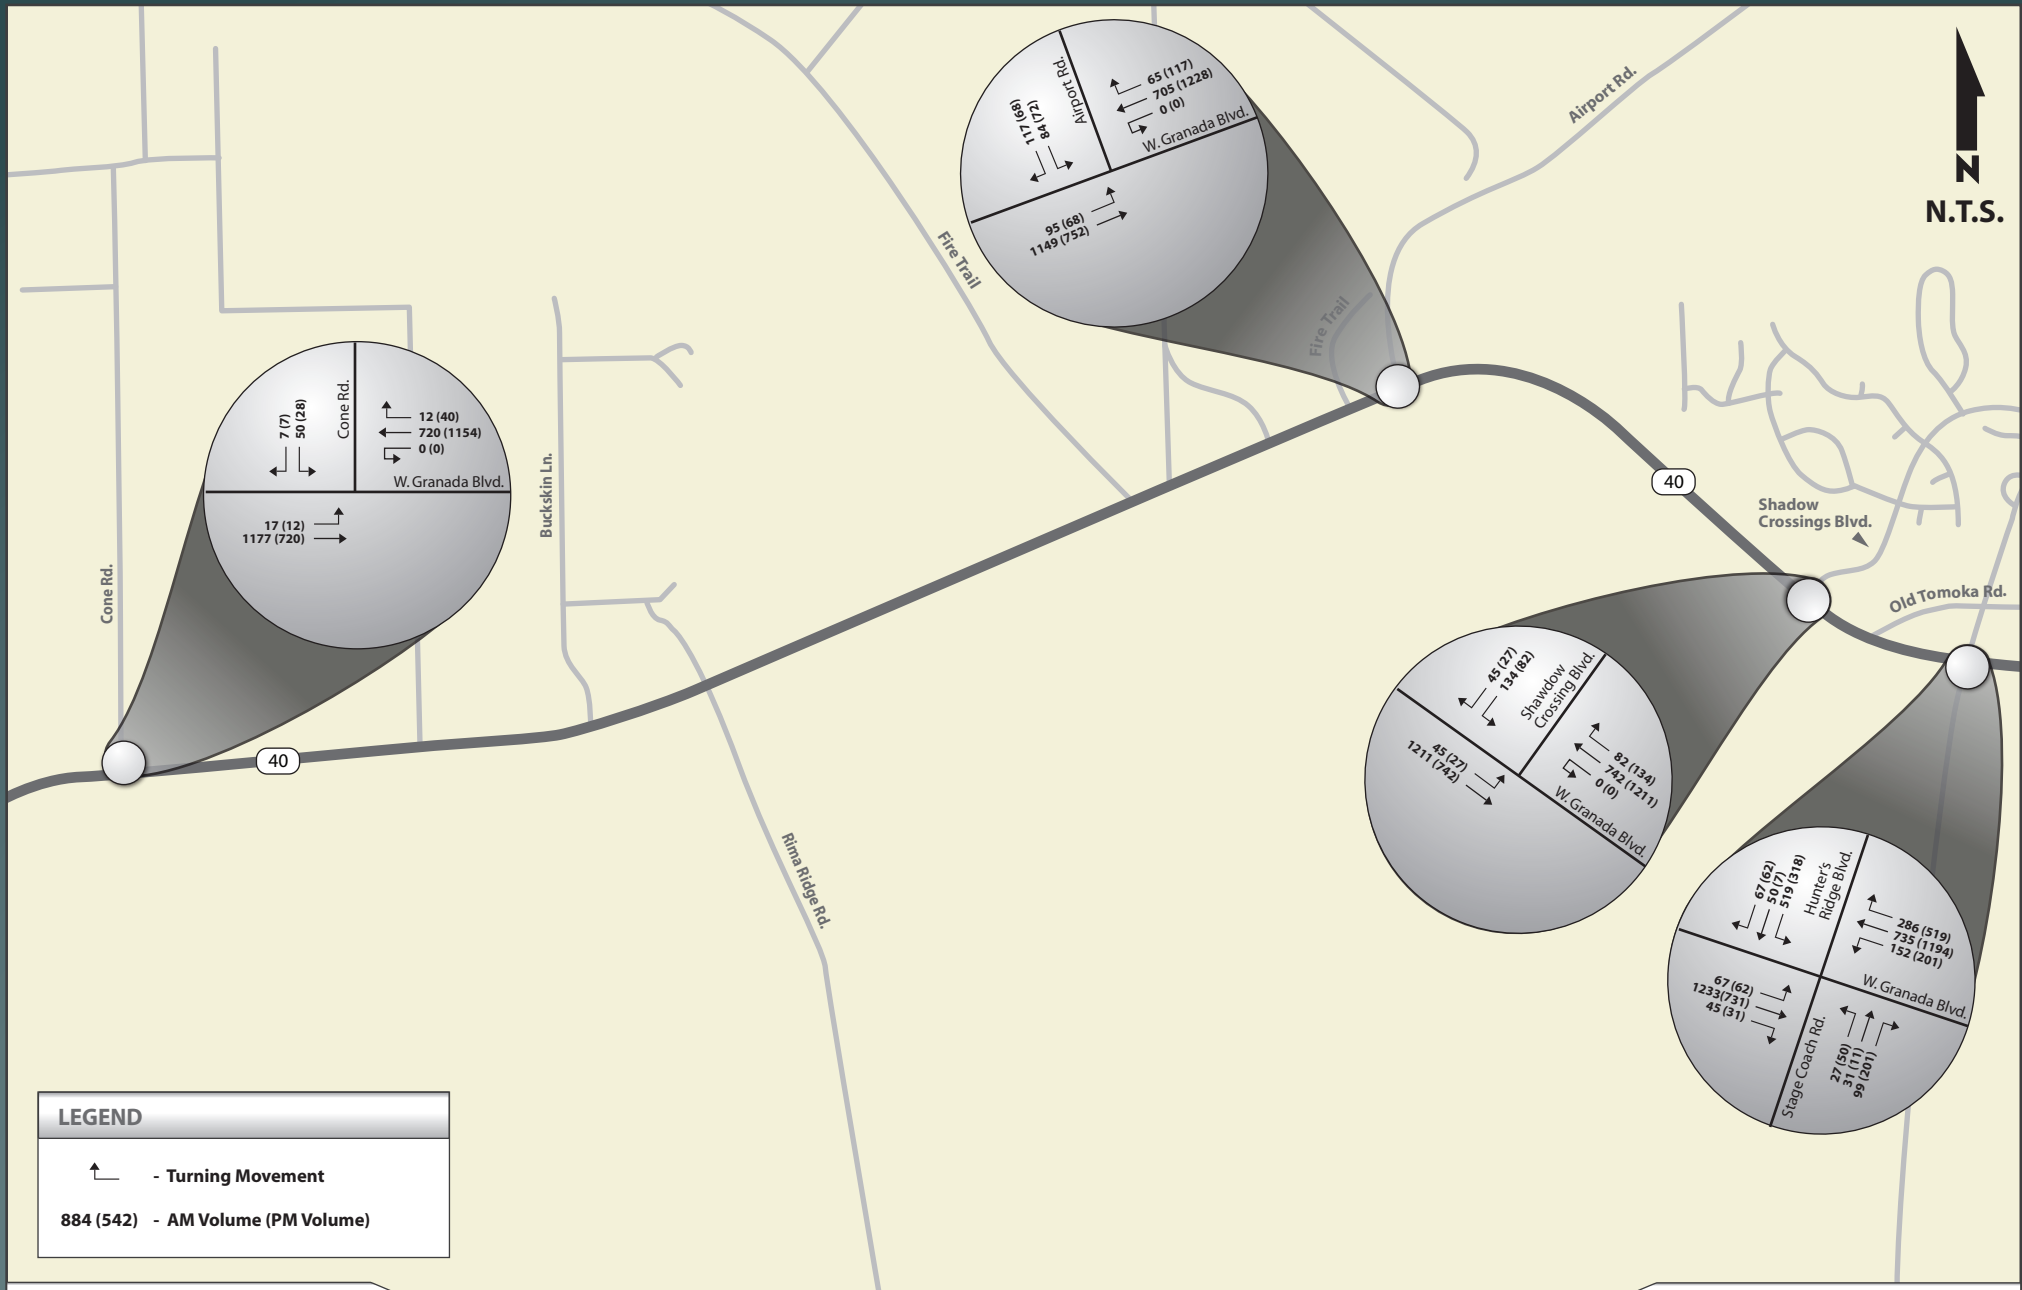 Airport Rd.
65 (117)
705 (1228)
0 (0)
W. Granada Blvd.
117 (68)
84 (72)
95 (68)
1149 (752)
Airport Rd.
N
N.T.S.
Fire Trail
Fire Trail
Cone Rd.
7 (7)
50 (28)
12 (40)
720 (1154)
0 (0)
W. Granada Blvd.
17 (12)
1177 (720)
Buckskin Ln.
Cone Rd.
40
40
Shadow
Crossings Blvd.
Old Tomoka Rd.
45 (27)
134 (82)
Shawdow
Crossing Blvd.
82 (134)
742 (1211)
0 (0)
W. Granada Blvd.
45 (27)
1211 (742)
Rima Ridge Rd.
67 (62)
50 (7)
519 (318)
Hunter's
Ridge Blvd.
286 (519)
735 (1194)
152 (201)
W. Granada Blvd.
67 (62)
1233(731)
45 (31)
Stage Coach Rd.
27 (50)
31 (11)
99 (201)
LEGEND
- Turning Movement
884 (542) - AM Volume (PM Volume)